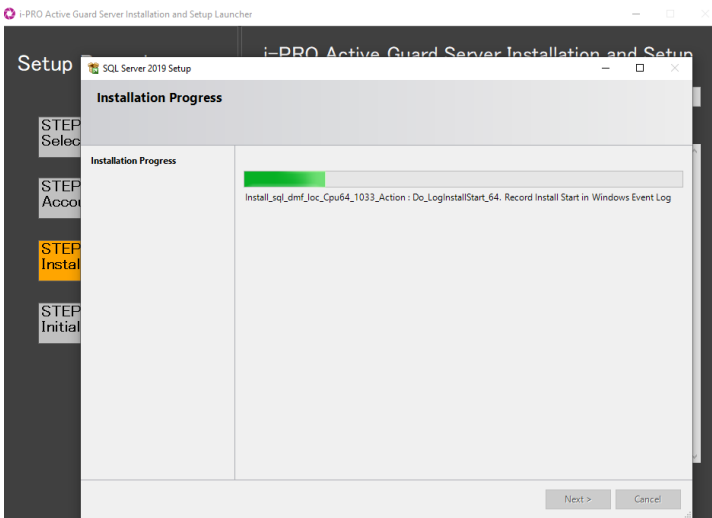 i-PRO Active Guard Server Installation and Setup Launcher
i-PRO Active Guard Server Installation and Setup
Setup
SQL Server 2019 Setup
Installation Progress
STEP
Selec
STEP
Accou
STEP
Instal
STEP
Initial
Installation Progress
Install_sql_dmf_loc_Cpu64_1033_Action : Do_LogInstallStart_64. Record Install Start in Windows Event Log
Next >
Cancel